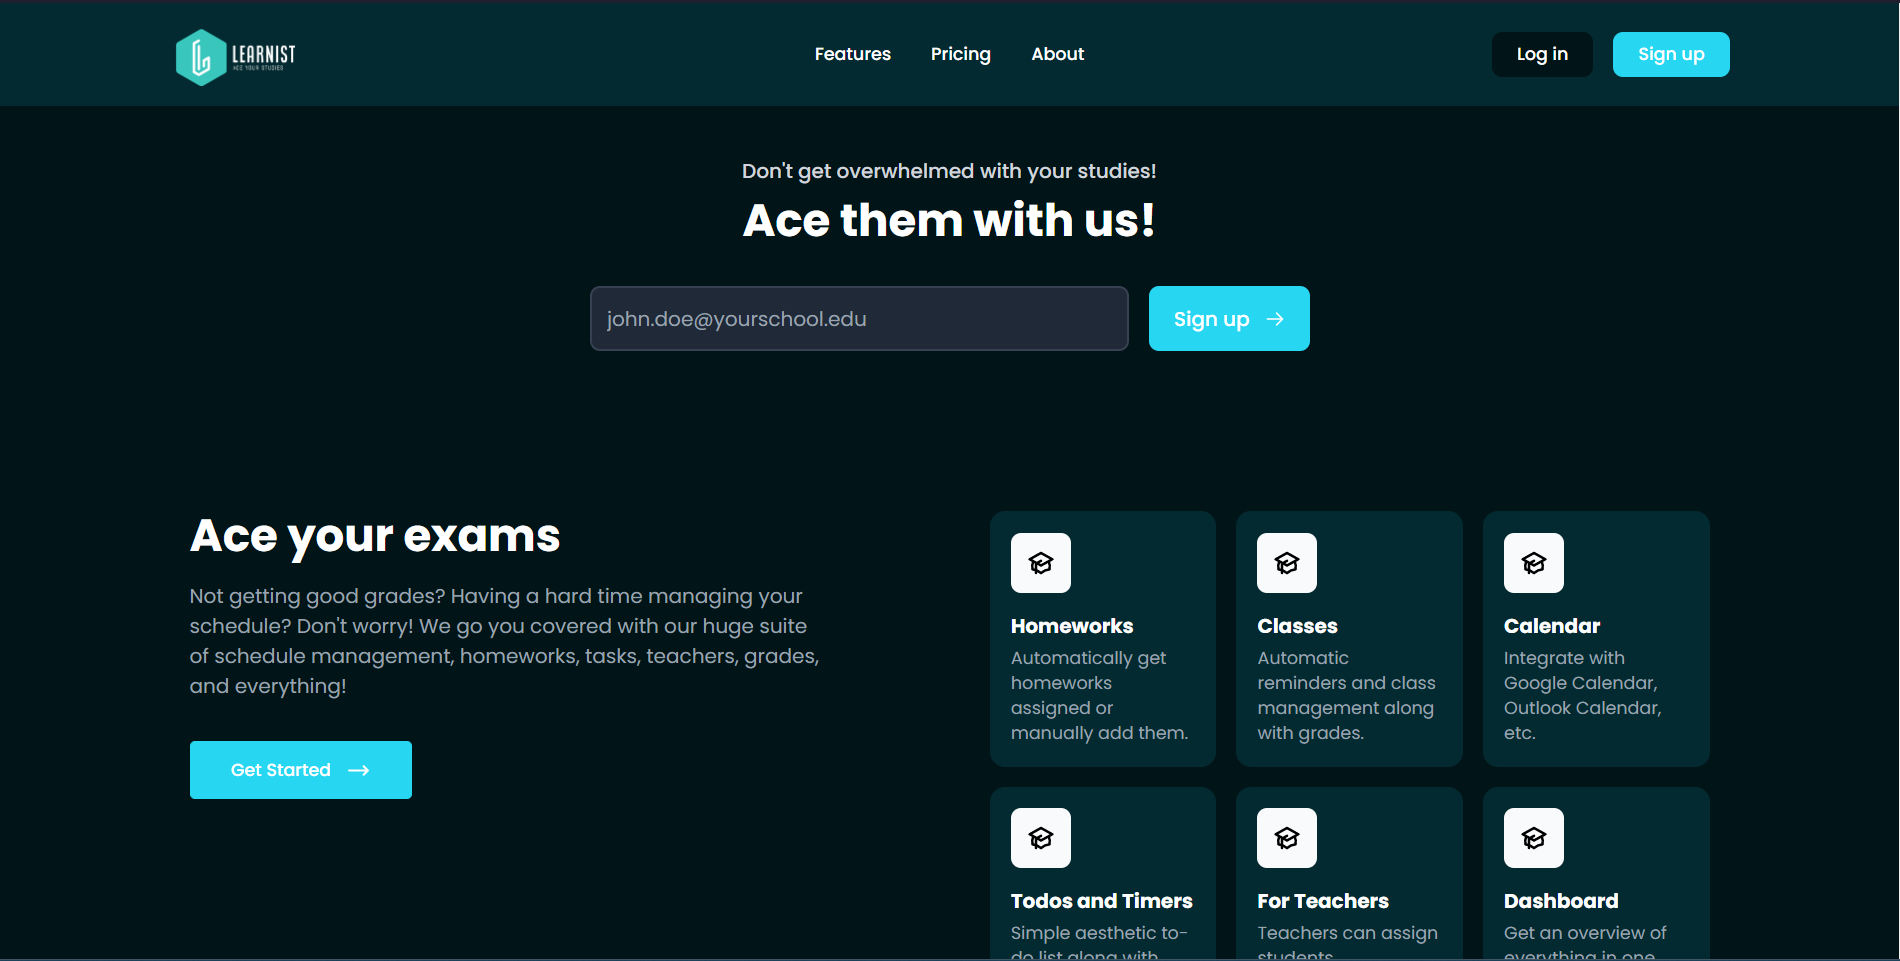 LEARNIST
ACE YOUR STUDIES
Features
Pricing
About
Log in
Sign up
Don't get overwhelmed with your studies!
Ace them with us!
john.doe@yourschool.edu
Sign up
Ace your exams
Not getting good grades? Having a hard time managing your
schedule? Don't worry! We go you covered with our huge suite
of schedule management, homeworks, tasks, teachers, grades,
and everything!
Get Started
Homeworks
Automatically get
homeworks
assigned or
manually add them.
Classes
Automatic
reminders and class
management along
with grades.
Calendar
Integrate with
Google Calendar,
Outlook Calendar,
etc.
Todos and Timers
Simple aesthetic to-
do list along with
For Teachers
Teachers can assign
students
Dashboard
Get an overview of
everything in one